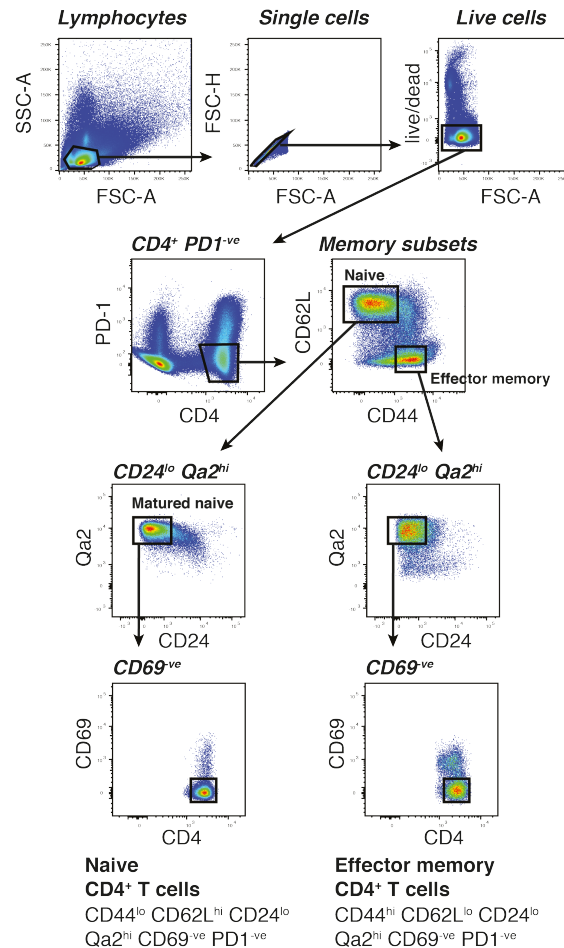 Lymphocytes
Single cells
Live cells
SSC-A
FSC-H
live/dead
FSC-A
FSC-A
FSC-A
CD4⁺ PD1⁻ᵛᵉ
Memory subsets
PD-1
CD62L
Naive
Effector memory
CD4
CD44
CD24ˡᵒ Qa2ʰⁱ
CD24ˡᵒ Qa2ʰⁱ
Matured naive
Qa2
Qa2
CD24
CD24
CD69⁻ᵛᵉ
CD69⁻ᵛᵉ
CD69
CD69
CD4
CD4
Naive
CD4⁺ T cells
CD44ˡᵒ CD62Lʰⁱ CD24ˡᵒ
Qa2ʰⁱ CD69⁻ᵛᵉ PD1⁻ᵛᵉ
Effector memory
CD4⁺ T cells
CD44ʰⁱ CD62Lˡᵒ CD24ˡᵒ
Qa2ʰⁱ CD69⁻ᵛᵉ PD1⁻ᵛᵉ